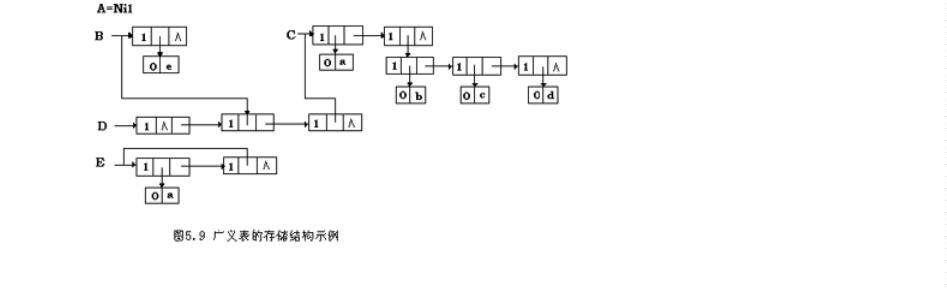 A=Nil
B 1 ∧ C 1 1 ∧
0 e 0 a 1 1 1 ∧
0 b 0 c 0 d
D 1 ∧ 1 1 ∧
E 1 1 ∧
0 a
图5.9 广义表的存储结构示例